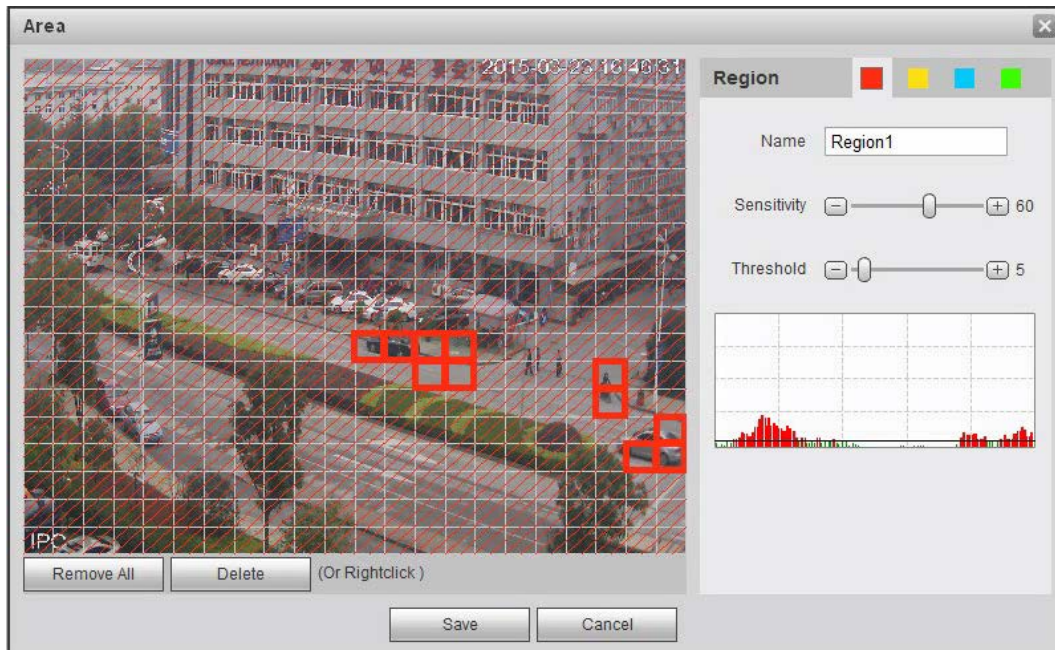 Area
2015-03-23 16:46:31
Region
Name
Region1
Sensitivity
60
Threshold
5
IPC
Remove All
Delete
(Or Rightclick )
Save
Cancel